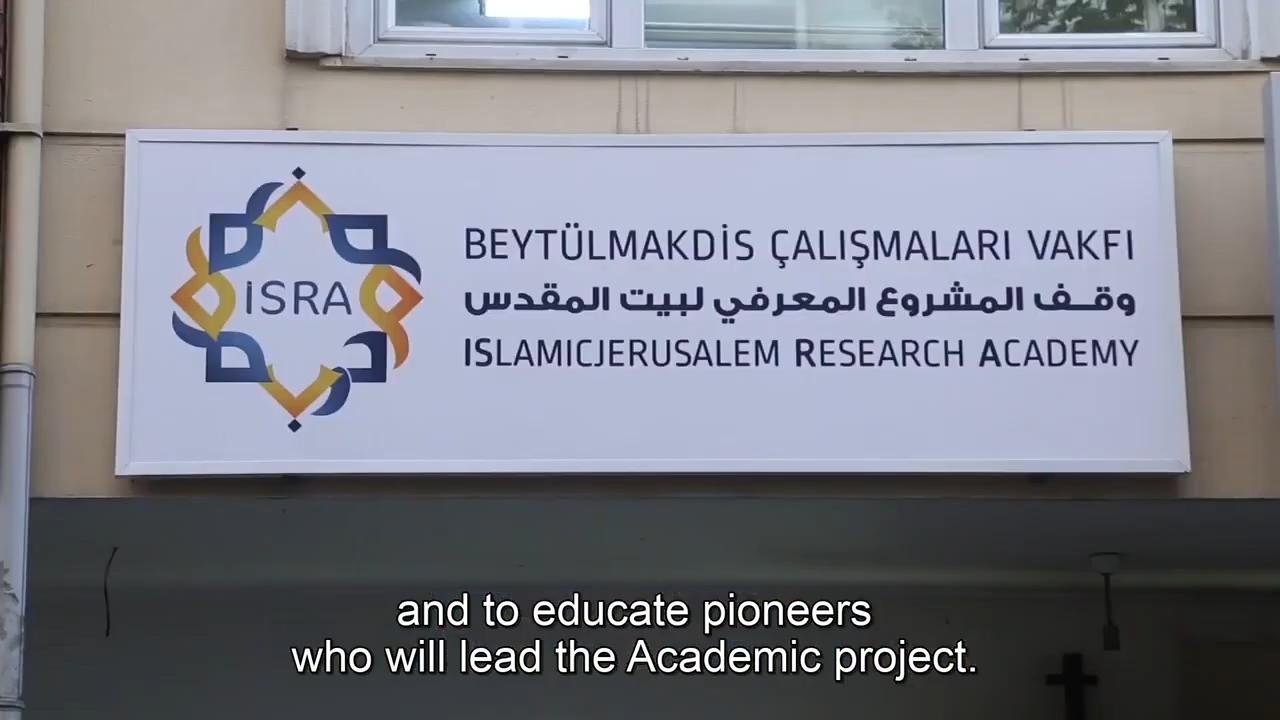 İSRA
BEYTÜLMAKDİS ÇALIŞMALARI VAKFI
وقـف المشروع المعرفي لبيت المقدس
ISLAMICJERUSALEM RESEARCH ACADEMY
and to educate pioneers
who will lead the Academic project.